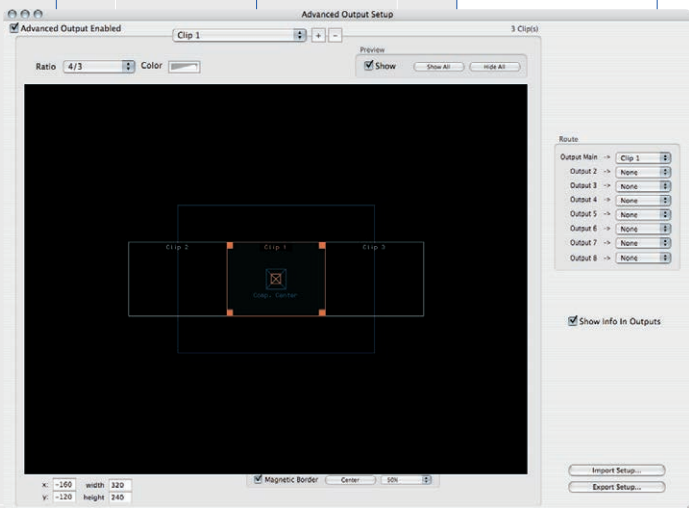 Advanced Output Setup
Advanced Output Enabled
Clip 1
+
-
3 Clip(s)
Ratio
4/3
Color
Preview
Show
Show All
Hide All
Route
Output Main -> Clip 1
Output 2 -> None
Output 3 -> None
Output 4 -> None
Output 5 -> None
Output 6 -> None
Output 7 -> None
Output 8 -> None
Clip 2
Clip 1
Clip 3
Comp. Center
Show Info In Outputs
x: -160 width 320
y: -120 height 240
Magnetic Border
Center
50%
Import Setup...
Export Setup...